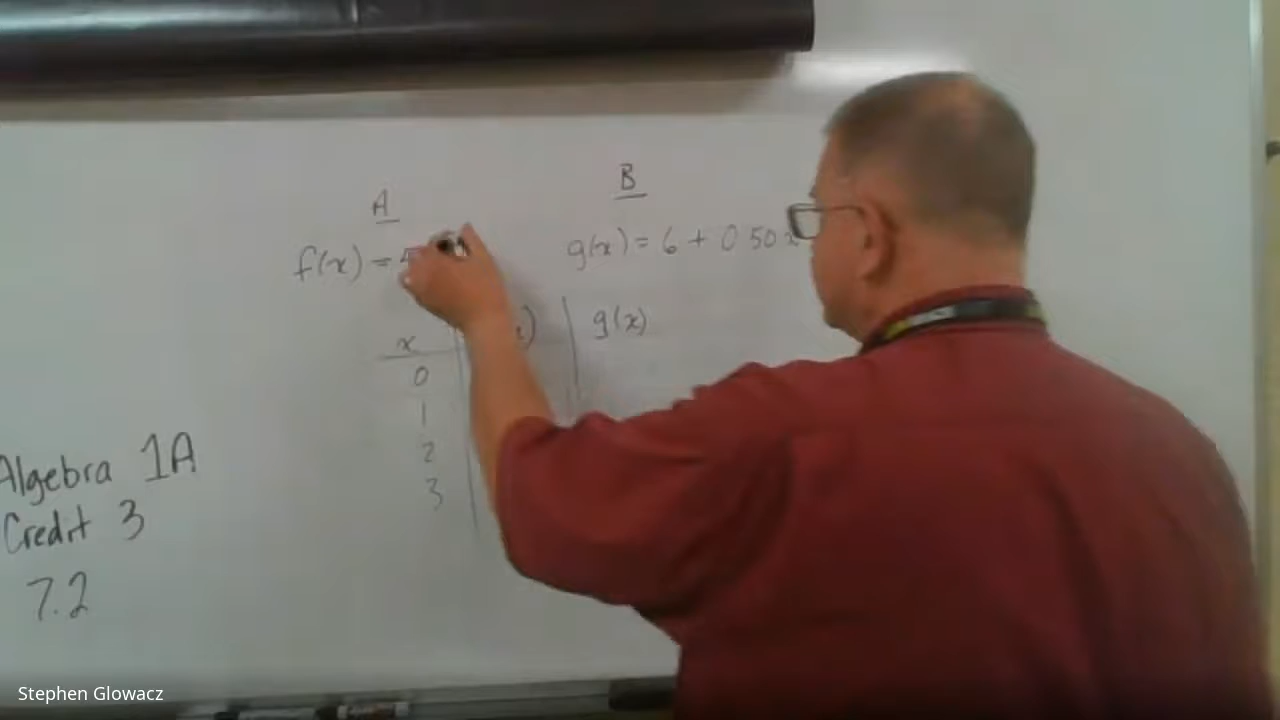 A
B
f(x) =
g(x) = 6 + 0.50x
x
g(x)
0
1
2
3
Algebra 1A
Credit 3
7.2
Stephen Glowacz